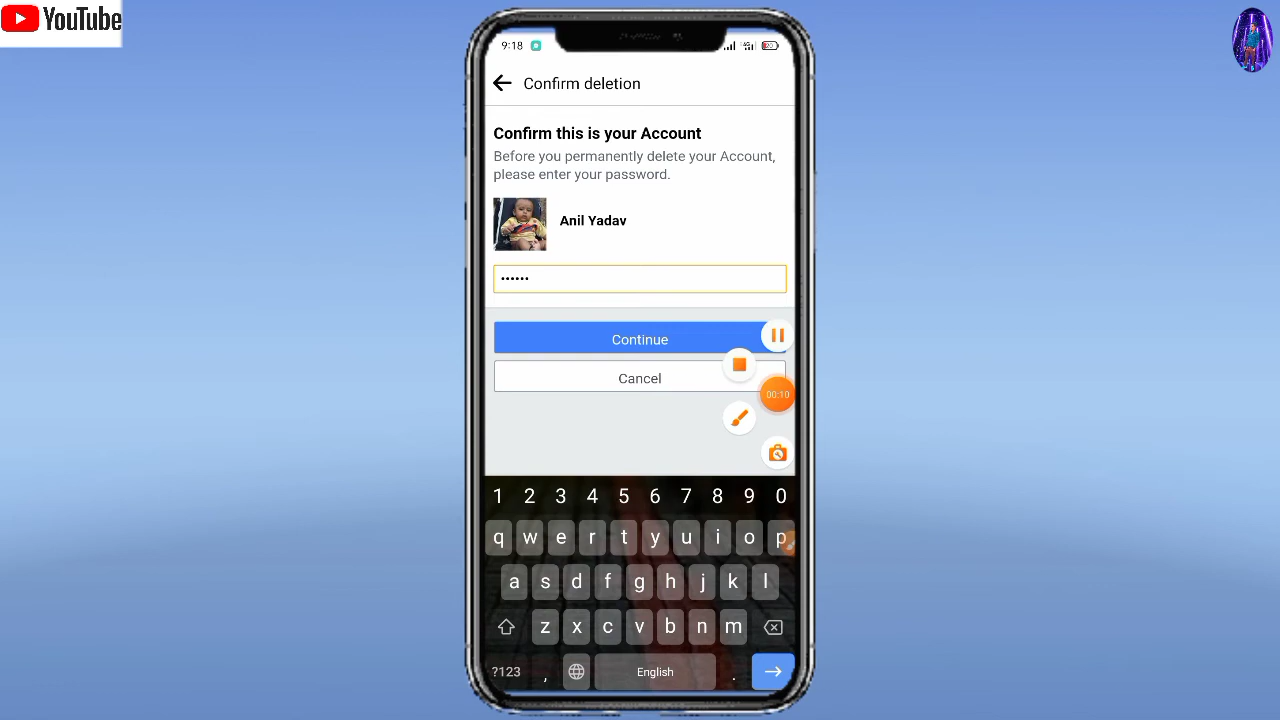 YouTube
9:18
Confirm deletion
Confirm this is your Account
Before you permanently delete your Account,
please enter your password.
Anil Yadav
••••••
Continue
Cancel
00:10
1 2 3 4 5 6 7 8 9 0
q w e r t y u i o p
a s d f g h j k l
z x c v b n m
?123 , English .